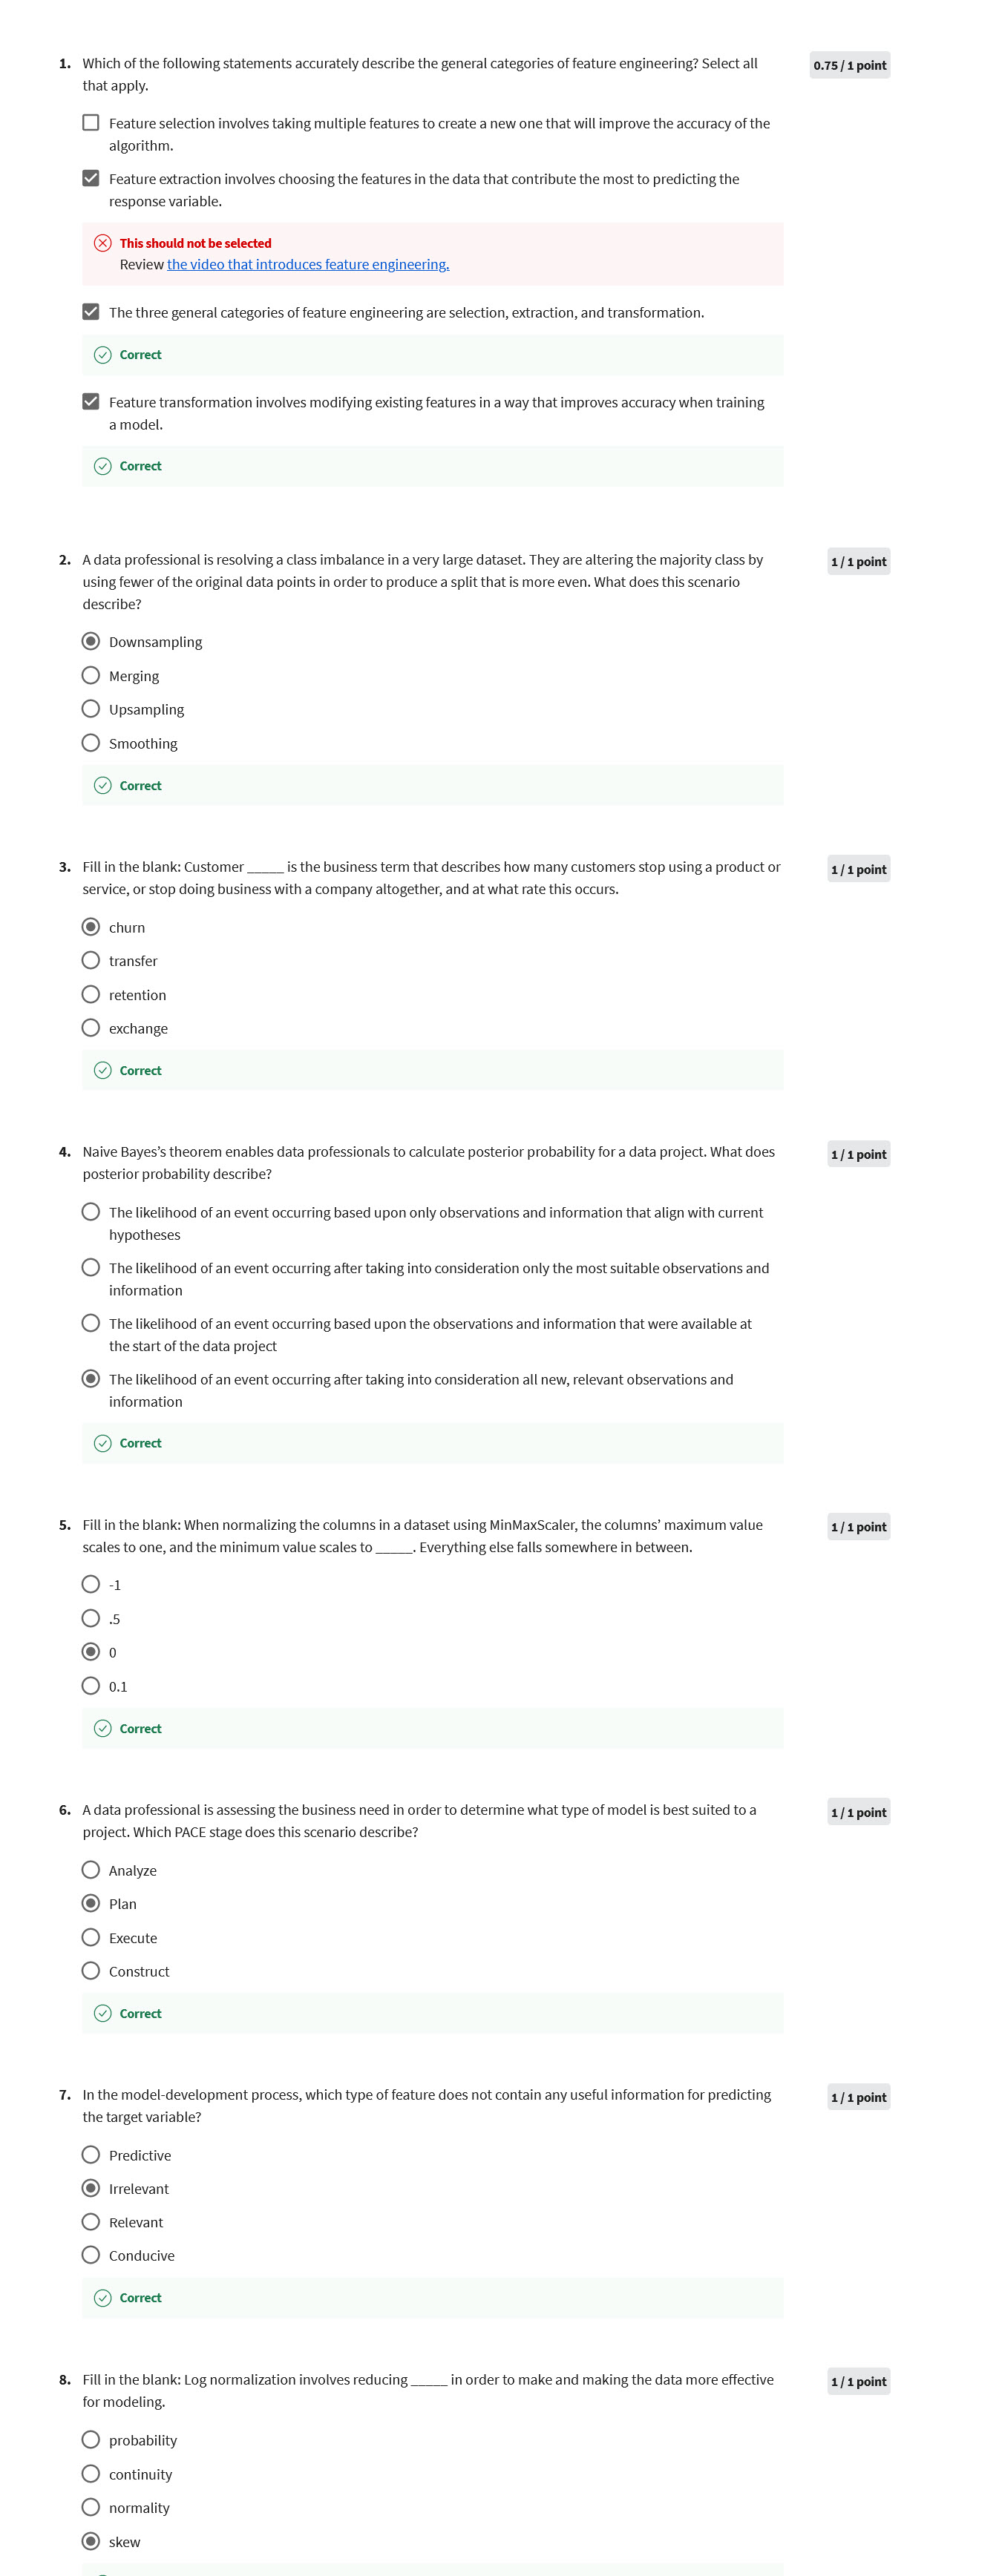 1. Which of the following statements accurately describe the general categories of feature engineering? Select all
that apply.
0.75 / 1 point
Feature selection involves taking multiple features to create a new one that will improve the accuracy of the
algorithm.
Feature extraction involves choosing the features in the data that contribute the most to predicting the
response variable.
This should not be selected
Review the video that introduces feature engineering.
The three general categories of feature engineering are selection, extraction, and transformation.
Correct
Feature transformation involves modifying existing features in a way that improves accuracy when training
a model.
Correct
2. A data professional is resolving a class imbalance in a very large dataset. They are altering the majority class by
using fewer of the original data points in order to produce a split that is more even. What does this scenario
describe?
1 / 1 point
Downsampling
Merging
Upsampling
Smoothing
Correct
3. Fill in the blank: Customer _____ is the business term that describes how many customers stop using a product or
service, or stop doing business with a company altogether, and at what rate this occurs.
1 / 1 point
churn
transfer
retention
exchange
Correct
4. Naive Bayes’s theorem enables data professionals to calculate posterior probability for a data project. What does
posterior probability describe?
1 / 1 point
The likelihood of an event occurring based upon only observations and information that align with current
hypotheses
The likelihood of an event occurring after taking into consideration only the most suitable observations and
information
The likelihood of an event occurring based upon the observations and information that were available at
the start of the data project
The likelihood of an event occurring after taking into consideration all new, relevant observations and
information
Correct
5. Fill in the blank: When normalizing the columns in a dataset using MinMaxScaler, the columns’ maximum value
scales to one, and the minimum value scales to _____. Everything else falls somewhere in between.
1 / 1 point
-1
.5
0
0.1
Correct
6. A data professional is assessing the business need in order to determine what type of model is best suited to a
project. Which PACE stage does this scenario describe?
1 / 1 point
Analyze
Plan
Execute
Construct
Correct
7. In the model-development process, which type of feature does not contain any useful information for predicting
the target variable?
1 / 1 point
Predictive
Irrelevant
Relevant
Conducive
Correct
8. Fill in the blank: Log normalization involves reducing _____ in order to make and making the data more effective
for modeling.
1 / 1 point
probability
continuity
normality
skew